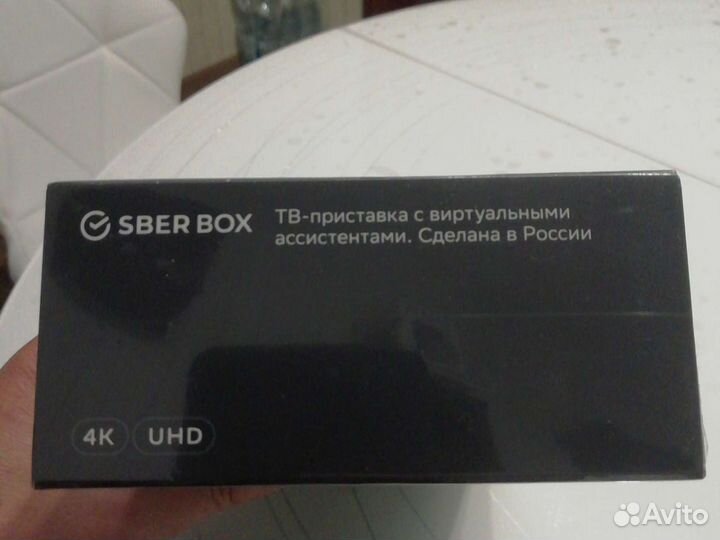 SBER BOX
ТВ-приставка с виртуальными
ассистентами. Сделана в России
4K UHD
Avito